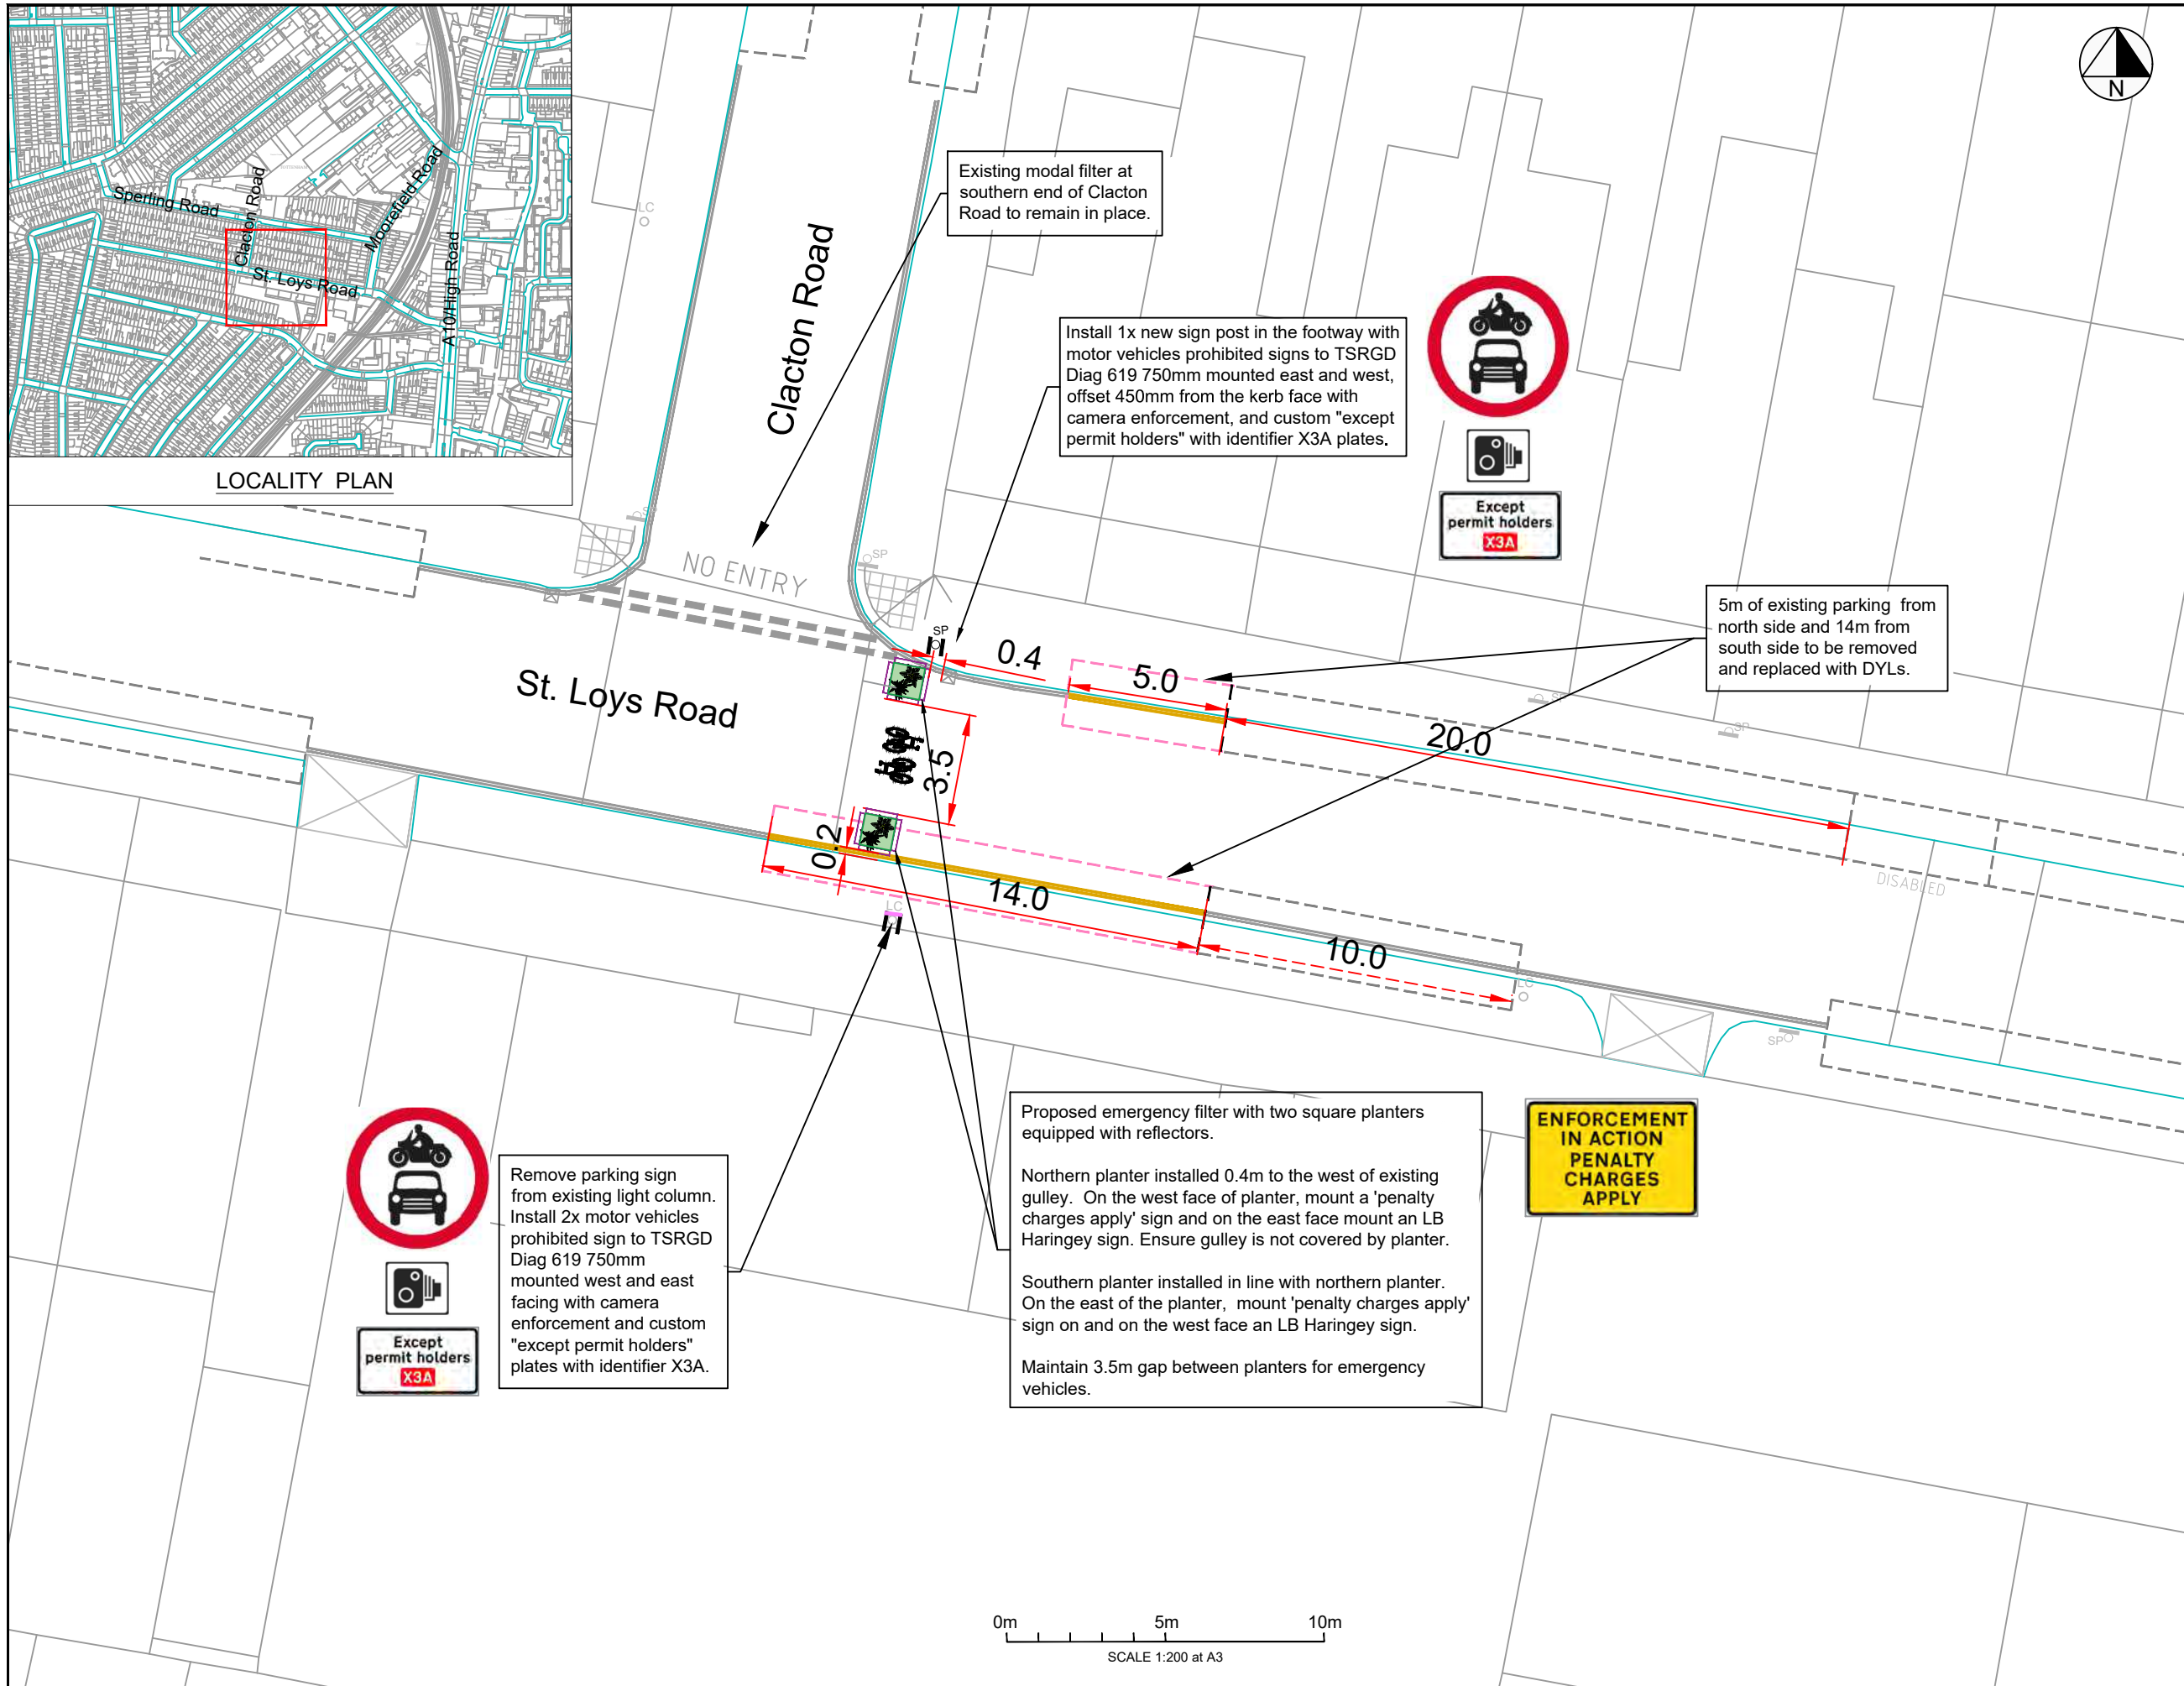 Sperling Road
Clacton Road
Moorefield Road
St. Loys Road
A10/High Road
LOCALITY PLAN
N
Existing modal filter at
southern end of Clacton
Road to remain in place.
Clacton Road
LC
Install 1x new sign post in the footway with
motor vehicles prohibited signs to TSRGD
Diag 619 750mm mounted east and west,
offset 450mm from the kerb face with
camera enforcement, and custom "except
permit holders" with identifier X3A plates.
Except
permit holders
X3A
NO ENTRY
SP
SP
5m of existing parking from
north side and 14m from
south side to be removed
and replaced with DYLs.
St. Loys Road
0.4
5.0
SP
SP
20.0
3.5
0.2
14.0
LC
10.0
DISABLED
LC
SP
Remove parking sign
from existing light column.
Install 2x motor vehicles
prohibited sign to TSRGD
Diag 619 750mm
mounted west and east
facing with camera
enforcement and custom
"except permit holders"
plates with identifier X3A.
Except
permit holders
X3A
Proposed emergency filter with two square planters
equipped with reflectors.
Northern planter installed 0.4m to the west of existing
gulley. On the west face of planter, mount a 'penalty
charges apply' sign and on the east face mount an LB
Haringey sign. Ensure gulley is not covered by planter.
Southern planter installed in line with northern planter.
On the east of the planter, mount 'penalty charges apply'
sign on and on the west face an LB Haringey sign.
Maintain 3.5m gap between planters for emergency
vehicles.
ENFORCEMENT
IN ACTION
PENALTY
CHARGES
APPLY
0m 5m 10m
SCALE 1:200 at A3